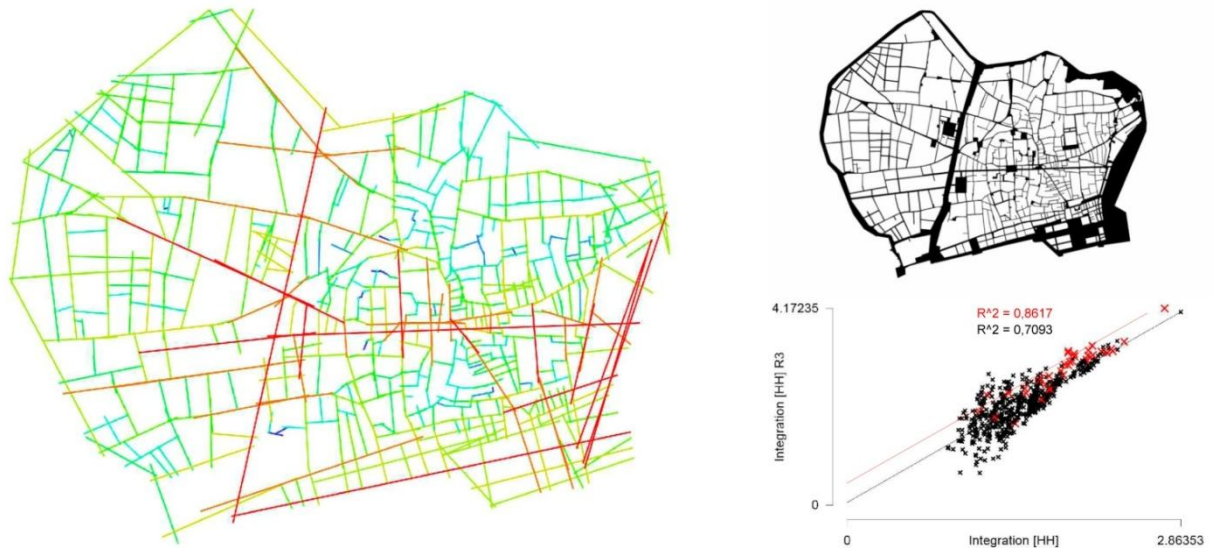 4.17235
R^2 = 0,8617
R^2 = 0,7093
Integration [HH] R3
0
0
Integration [HH]
2.86353